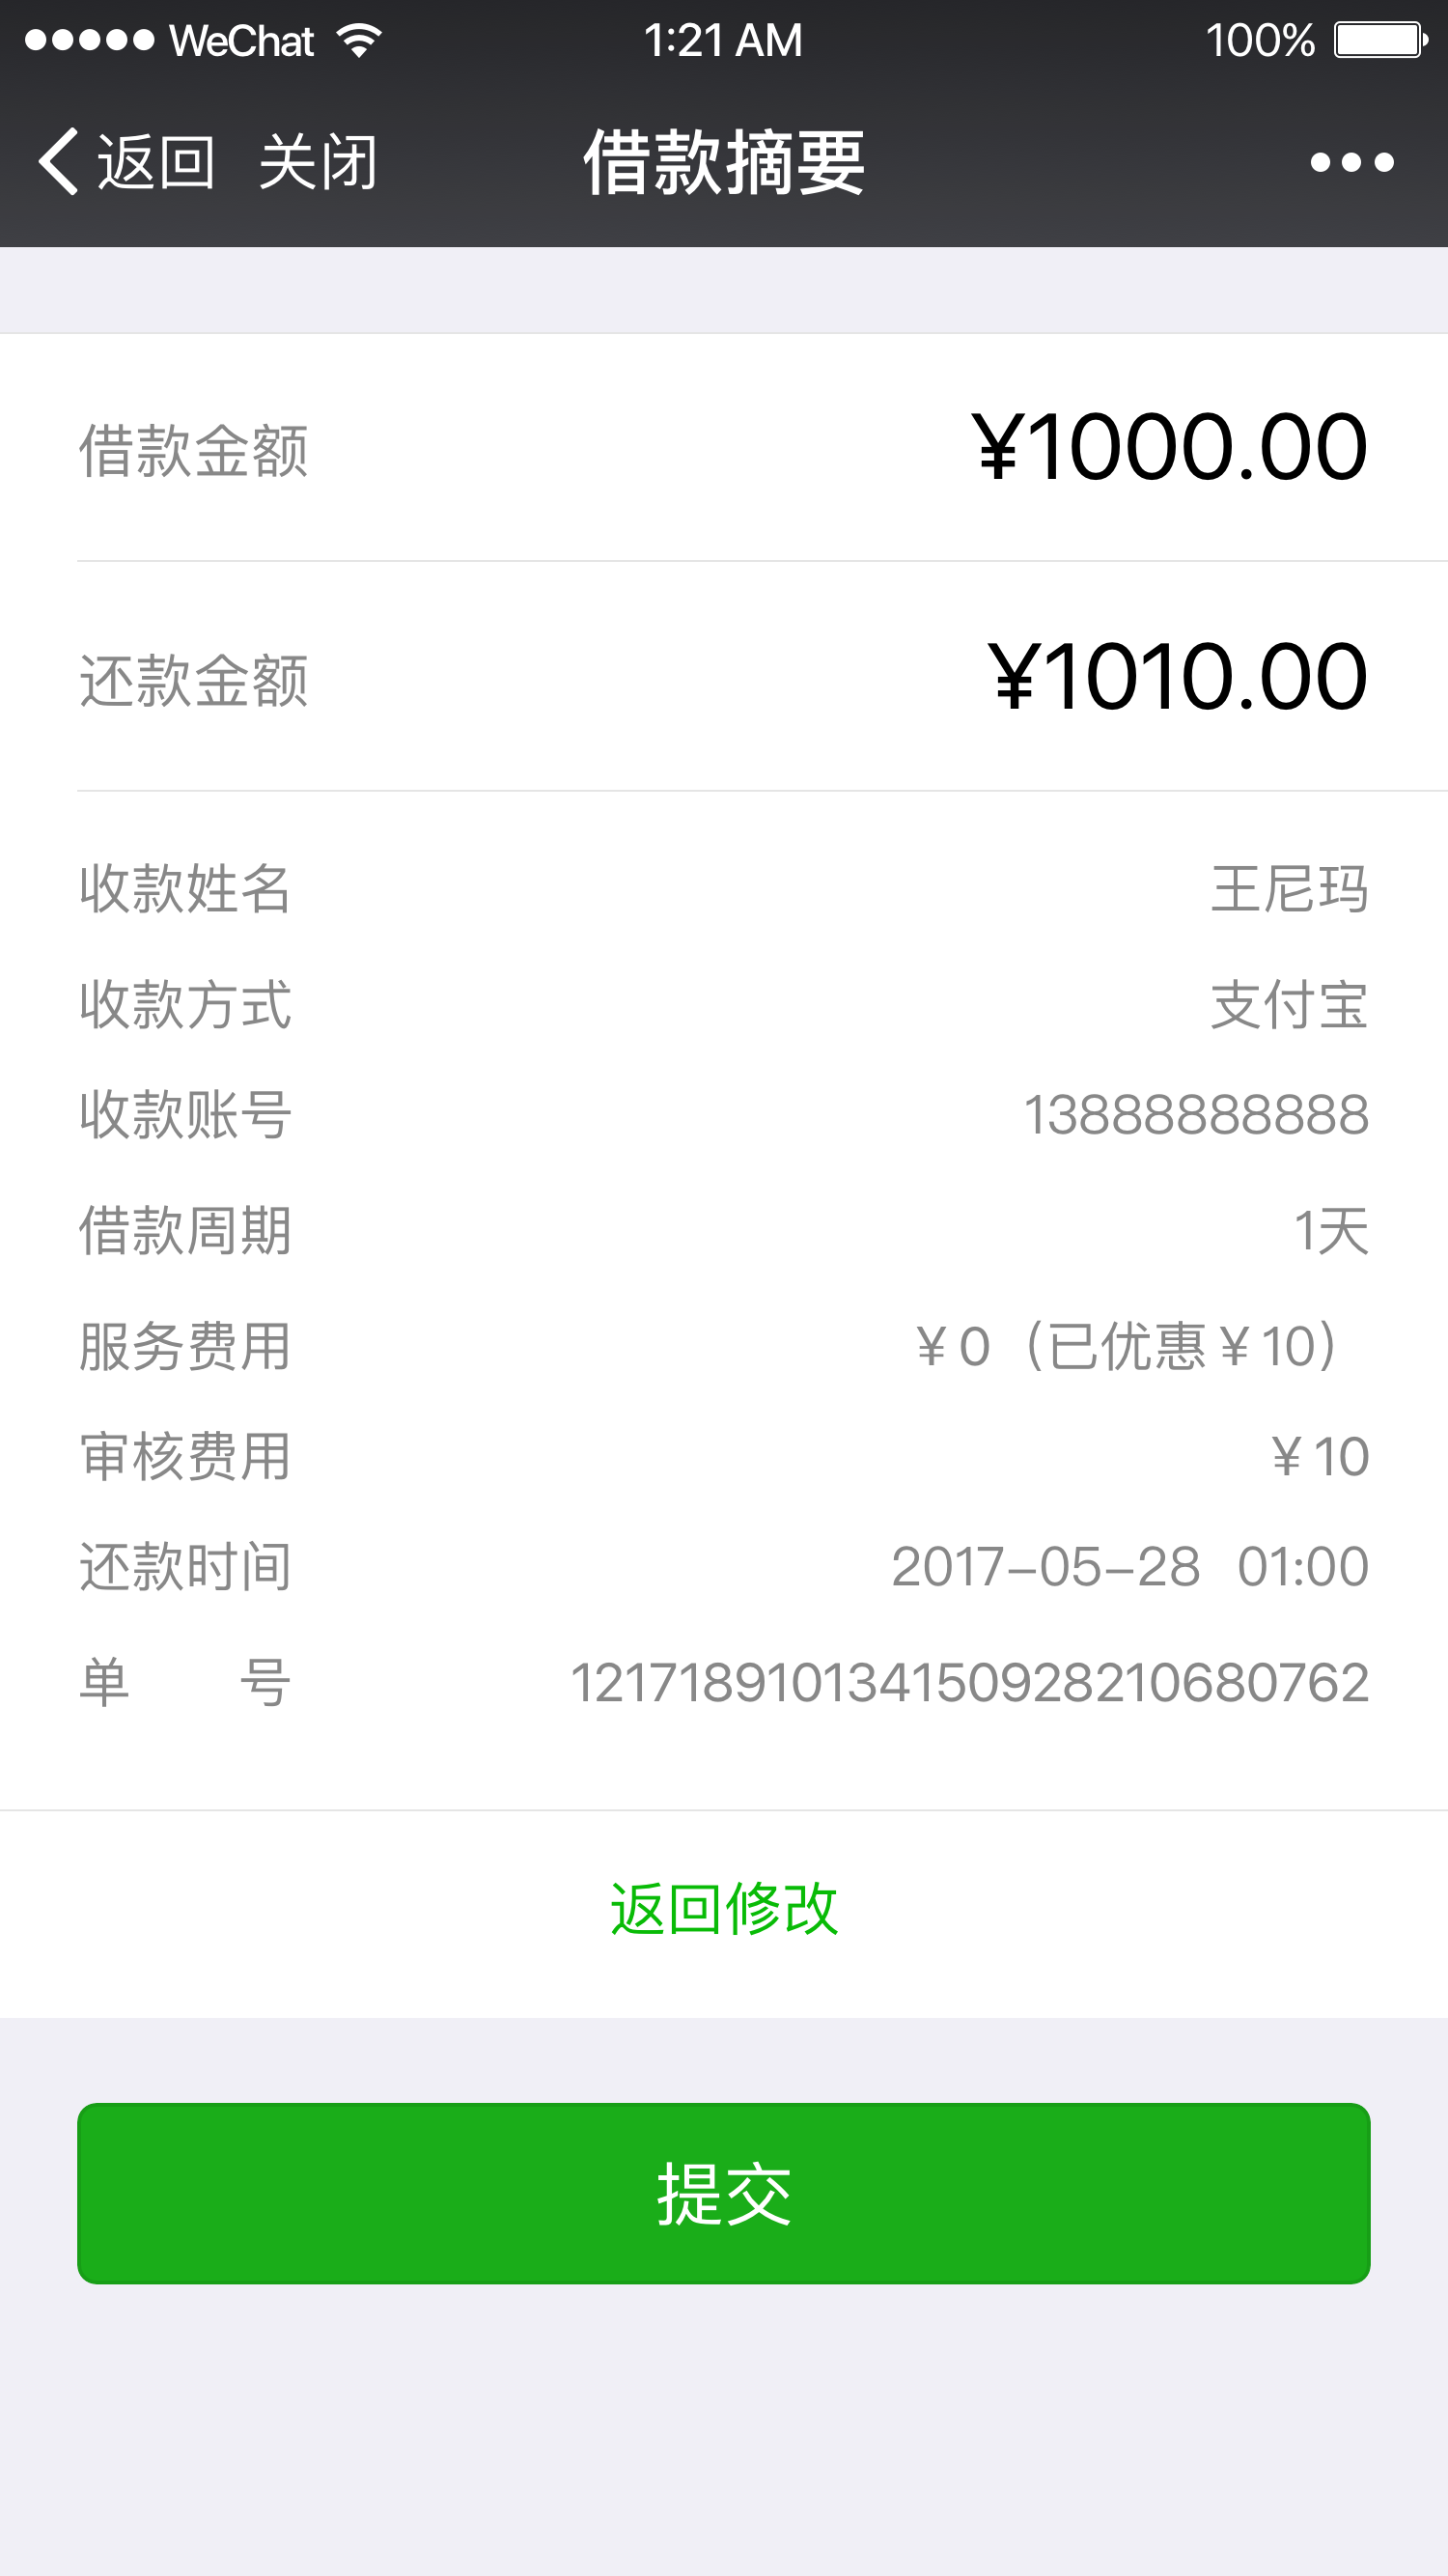 WeChat 1:21 AM 100%
返回 关闭 借款摘要
借款金额 ¥1000.00
还款金额 ¥1010.00
收款姓名 王尼玛
收款方式 支付宝
收款账号 13888888888
借款周期 1天
服务费用 ¥0（已优惠¥10）
审核费用 ¥10
还款时间 2017-05-28 01:00
单 号 1217189101341509282106​80762
返回修改
提交